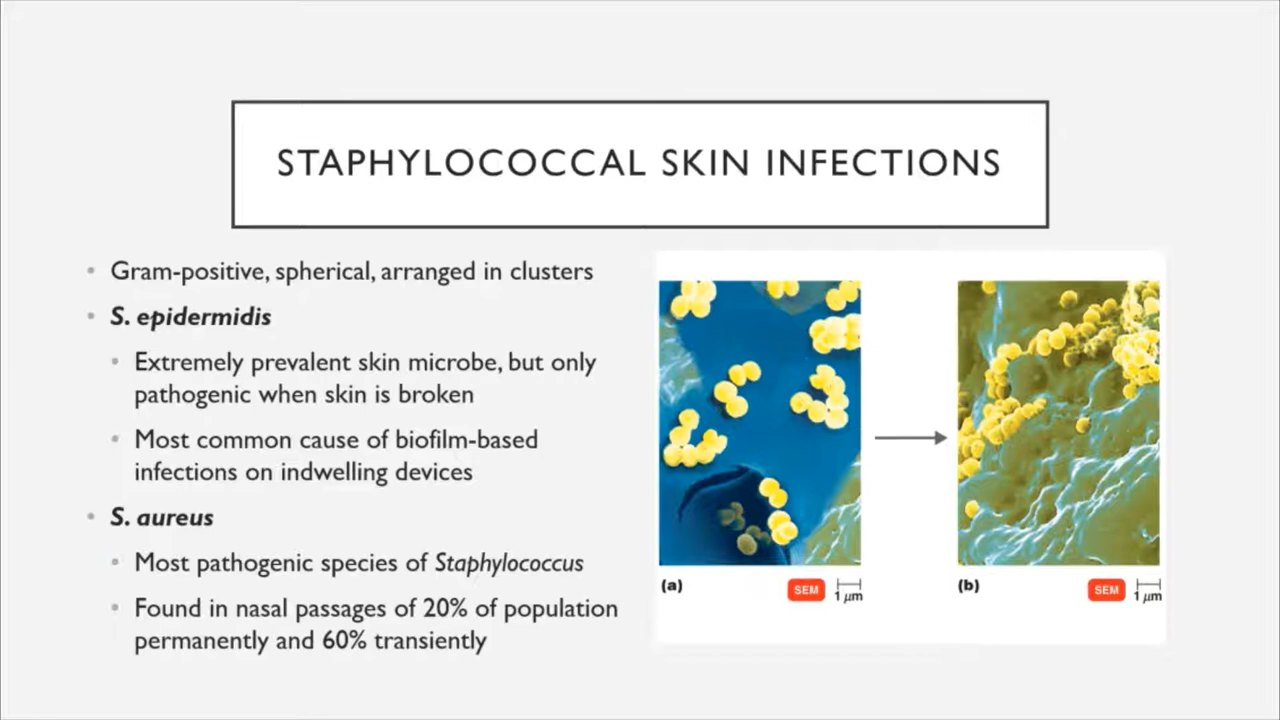 STAPHYLOCOCCAL SKIN INFECTIONS
• Gram-positive, spherical, arranged in clusters
• S. epidermidis
• Extremely prevalent skin microbe, but only
pathogenic when skin is broken
• Most common cause of biofilm-based
infections on indwelling devices
• S. aureus
• Most pathogenic species of Staphylococcus
• Found in nasal passages of 20% of population
permanently and 60% transiently
(a) SEM 1 μm
(b) SEM 1 μm